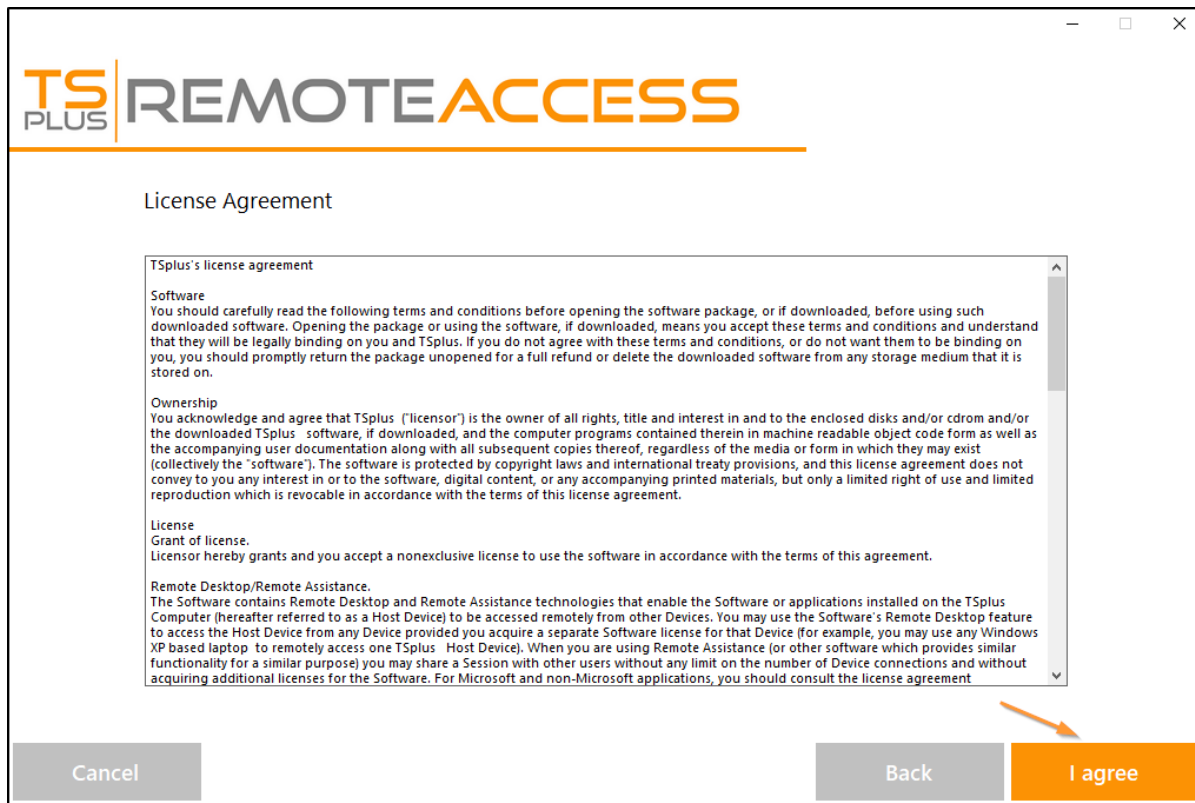 TS PLUS REMOTEACCESS
License Agreement
TSplus's license agreement
Software
You should carefully read the following terms and conditions before opening the software package, or if downloaded, before using such
downloaded software. Opening the package or using the software, if downloaded, means you accept these terms and conditions and understand
that they will be legally binding on you and TSplus. If you do not agree with these terms and conditions, or do not want them to be binding on
you, you should promptly return the package unopened for a full refund or delete the downloaded software from any storage medium that it is
stored on.
Ownership
You acknowledge and agree that TSplus ("licensor") is the owner of all rights, title and interest in and to the enclosed disks and/or cdrom and/or
the downloaded TSplus software, if downloaded, and the computer programs contained therein in machine readable object code form as well as
the accompanying user documentation along with all subsequent copies thereof, regardless of the media or form in which they may exist
(collectively the "software"). The software is protected by copyright laws and international treaty provisions, and this license agreement does not
convey to you any interest in or to the software, digital content, or any accompanying printed materials, but only a limited right of use and limited
reproduction which is revocable in accordance with the terms of this license agreement.
License
Grant of license.
Licensor hereby grants and you accept a nonexclusive license to use the software in accordance with the terms of this agreement.
Remote Desktop/Remote Assistance.
The Software contains Remote Desktop and Remote Assistance technologies that enable the Software or applications installed on the TSplus
Computer (hereafter referred to as a Host Device) to be accessed remotely from other Devices. You may use the Software's Remote Desktop feature
to access the Host Device from any Device provided you acquire a separate Software license for that Device (for example, you may use any Windows
XP based laptop to remotely access one TSplus Host Device). When you are using Remote Assistance (or other software which provides similar
functionality for a similar purpose) you may share a Session with other users without any limit on the number of Device connections and without
acquiring additional licenses for the Software. For Microsoft and non-Microsoft applications, you should consult the license agreement
Cancel
Back
I agree